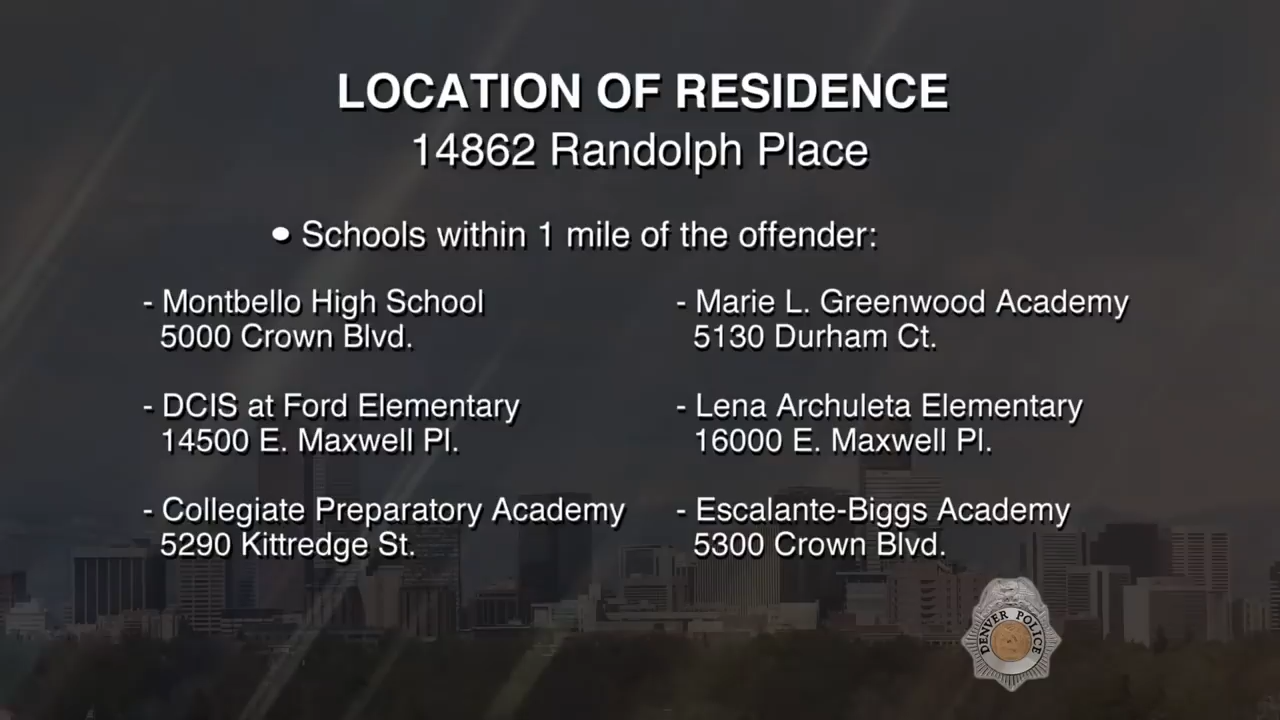 LOCATION OF RESIDENCE
14862 Randolph Place
• Schools within 1 mile of the offender:
- Montbello High School
5000 Crown Blvd.
- DCIS at Ford Elementary
14500 E. Maxwell Pl.
- Collegiate Preparatory Academy
5290 Kittredge St.
- Marie L. Greenwood Academy
5130 Durham Ct.
- Lena Archuleta Elementary
16000 E. Maxwell Pl.
- Escalante-Biggs Academy
5300 Crown Blvd.
DENVER POLICE